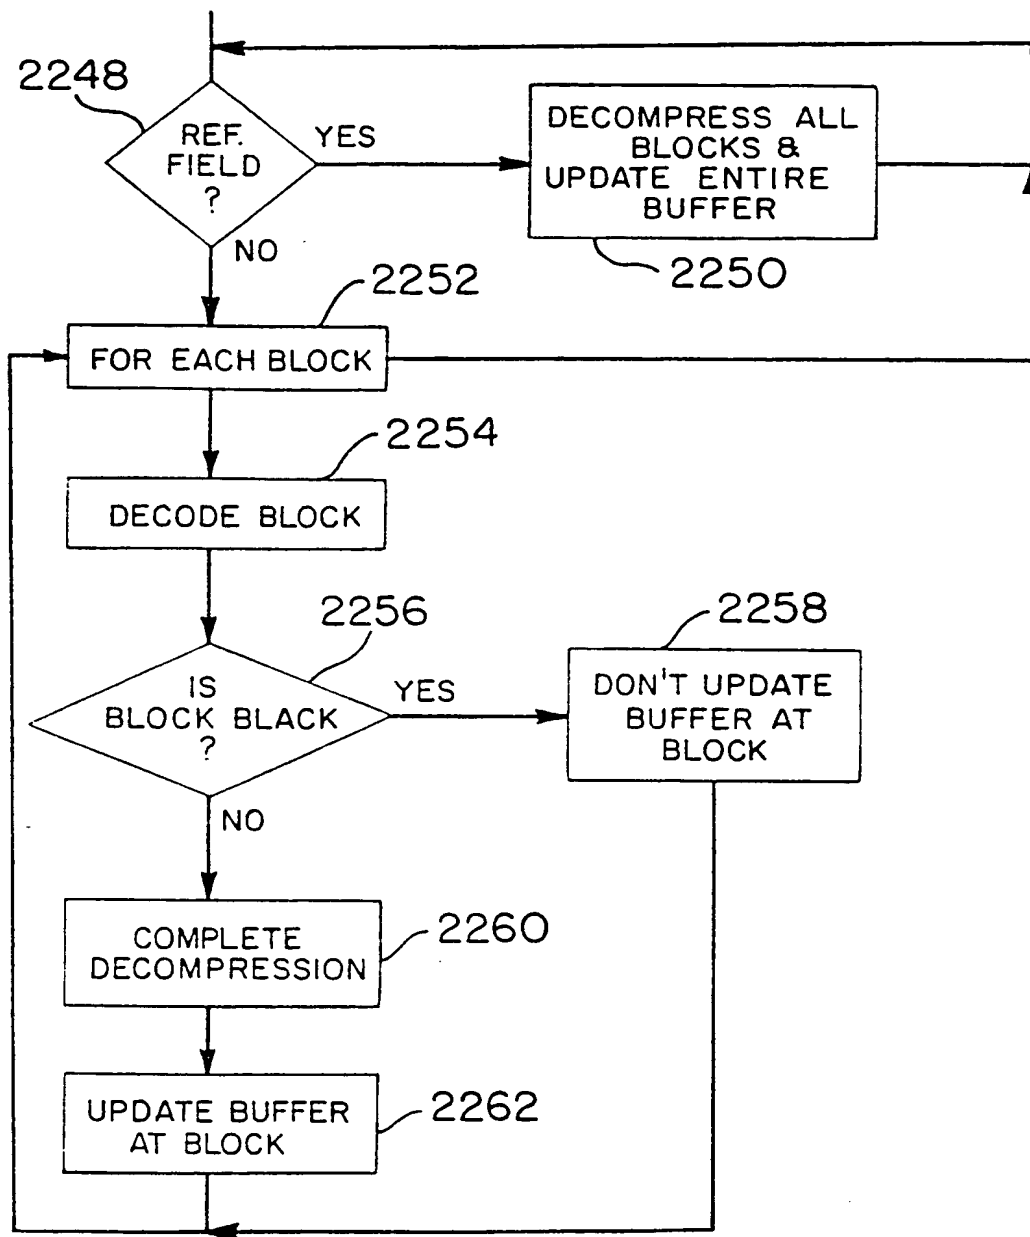 2248
REF.
FIELD
?
YES
NO
DECOMPRESS ALL
BLOCKS &
UPDATE ENTIRE
BUFFER
2250
2252
FOR EACH BLOCK
2254
DECODE BLOCK
2256
IS
BLOCK BLACK
?
YES
NO
2258
DON'T UPDATE
BUFFER AT
BLOCK
COMPLETE
DECOMPRESSION
2260
UPDATE BUFFER
AT BLOCK
2262